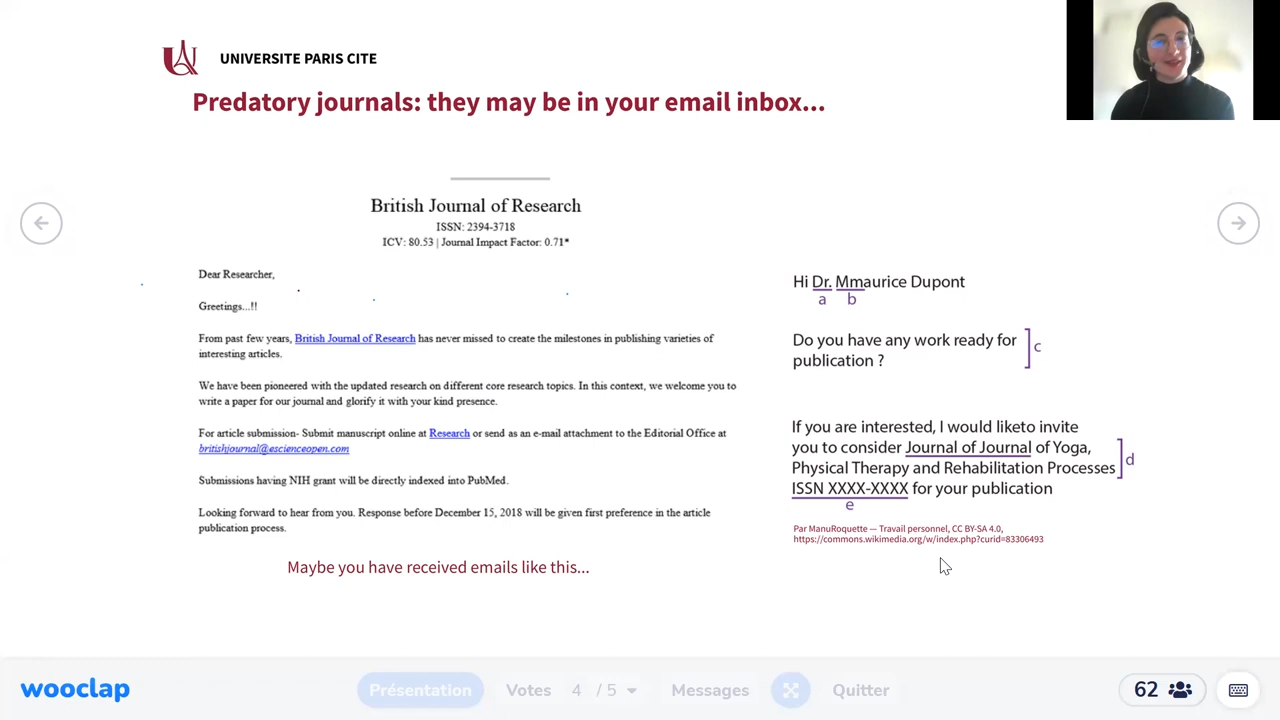 UNIVERSITE PARIS CITE
Predatory journals: they may be in your email inbox...
British Journal of Research
ISSN: 2394-3718
ICV: 80.53 | Journal Impact Factor: 0.71*
Dear Researcher,
Greetings...!!
From past few years, British Journal of Research has never missed to create the milestones in publishing varieties of
interesting articles.
We have been pioneered with the updated research on different core research topics. In this context, we welcome you to
write a paper for our journal and glorify it with your kind presence.
For article submission- Submit manuscript online at Research or send as an e-mail attachment to the Editorial Office at
britishjournal@escienceopen.com
Submissions having NIH grant will be directly indexed into PubMed.
Looking forward to hear from you. Response before December 15, 2018 will be given first preference in the article
publication process.
Maybe you have received emails like this...
Hi Dr. Mmaurice Dupont
a b
Do you have any work ready for
publication ?
c
If you are interested, I would liketo invite
you to consider Journal of Journal of Yoga,
Physical Therapy and Rehabilitation Processes
d
ISSN XXXX-XXXX for your publication
e
Par ManuRoquette — Travail personnel, CC BY-SA 4.0,
https://commons.wikimedia.org/w/index.php?curid=83306493
wooclap Présentation Votes 4 / 5 Messages Quitter 62